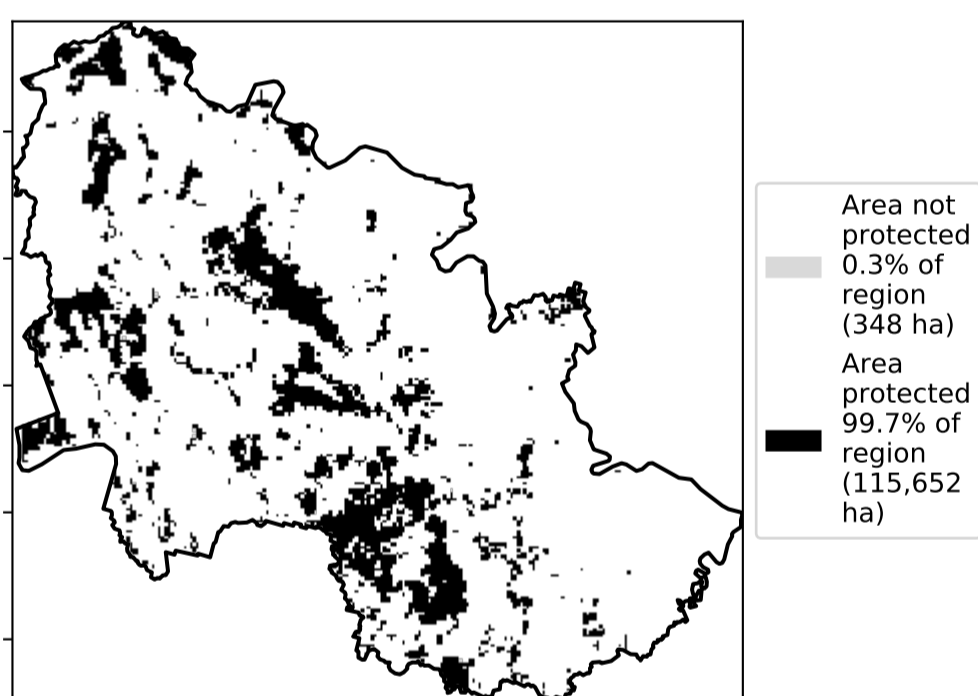 Area not
protected
0.3% of
region
(348 ha)
Area
protected
99.7% of
region
(115,652
ha)